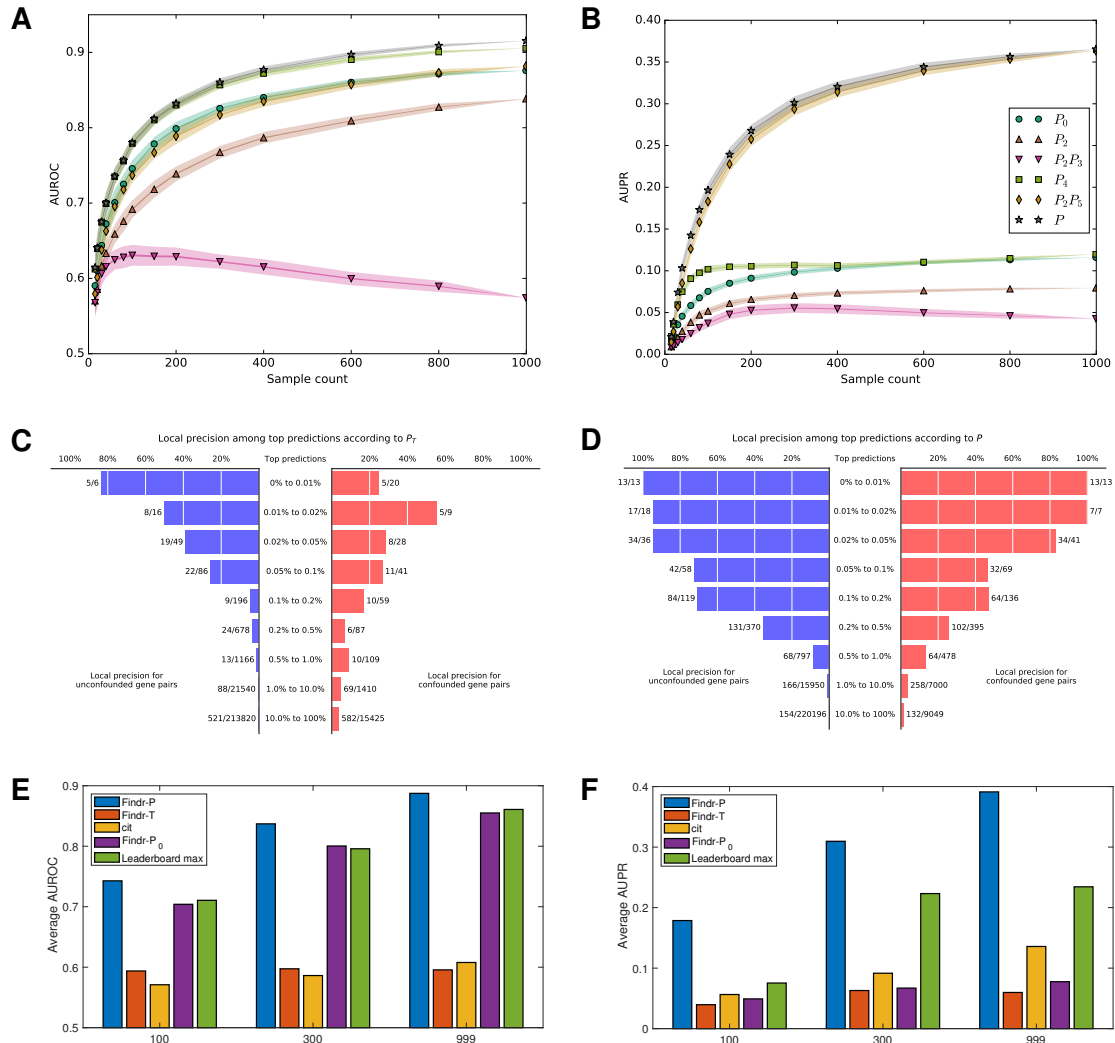 A
0.9
0.8
0.7
0.6
0.5
AUROC
0
200
400
600
800
1000
Sample count
B
0.40
0.35
0.30
0.25
0.20
0.15
0.10
0.05
0.00
AUPR
0
200
400
600
800
1000
Sample count
P0
P2
P2P3
P4
P2P5
P
C
Local precision among top predictions according to PT
100% 80% 60% 40% 20% Top predictions 20% 40% 60% 80% 100%
5/6 0% to 0.01% 5/20
8/16 0.01% to 0.02% 5/9
19/49 0.02% to 0.05% 8/28
22/86 0.05% to 0.1% 11/41
9/196 0.1% to 0.2% 10/59
24/678 0.2% to 0.5% 6/87
13/1166 0.5% to 1.0% 10/109
Local precision for
unconfounded gene pairs
Local precision for
confounded gene pairs
88/21540 1.0% to 10.0% 69/1410
521/213820 10.0% to 100% 582/15425
D
Local precision among top predictions according to P
100% 80% 60% 40% 20% Top predictions 20% 40% 60% 80% 100%
13/13 0% to 0.01% 13/13
17/18 0.01% to 0.02% 7/7
34/36 0.02% to 0.05% 34/41
42/58 0.05% to 0.1% 32/69
84/119 0.1% to 0.2% 64/136
131/370 0.2% to 0.5% 102/395
68/797 0.5% to 1.0% 64/478
Local precision for
unconfounded gene pairs
Local precision for
confounded gene pairs
166/15950 1.0% to 10.0% 258/7000
154/220196 10.0% to 100% 132/9049
E
0.9
0.8
0.7
0.6
0.5
Average AUROC
Findr-P
Findr-T
cit
Findr-P0
Leaderboard max
100
300
999
F
0.4
0.3
0.2
0.1
0
Average AUPR
Findr-P
Findr-T
cit
Findr-P0
Leaderboard max
100
300
999